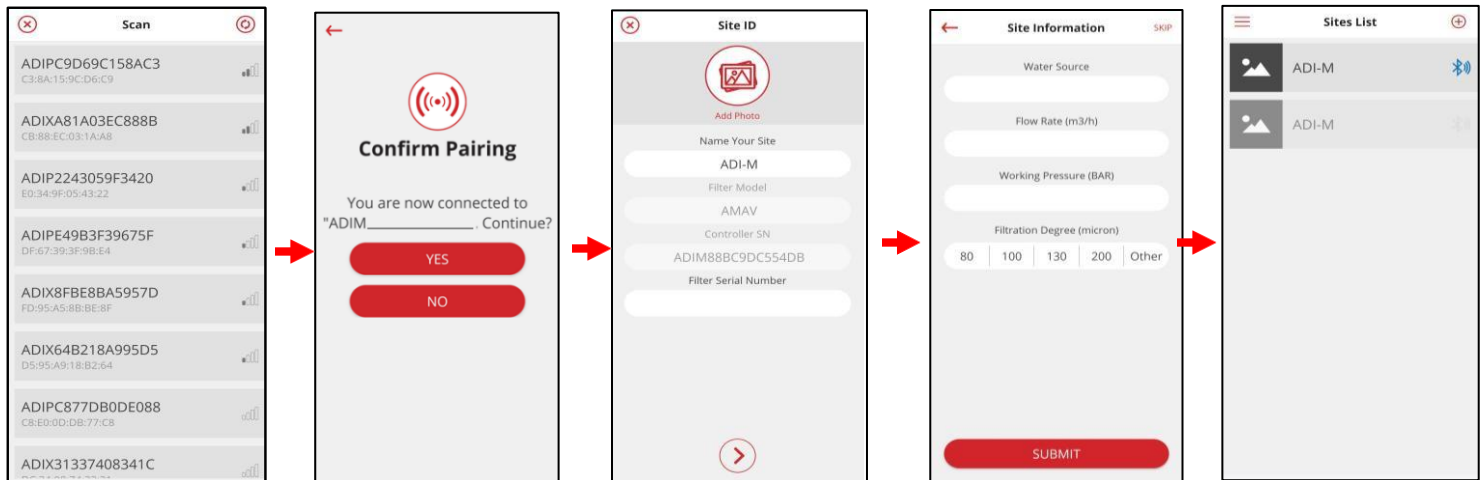 Scan
ADIPC9D69C158AC3
C3:8A:15:9C:D6:C9
ADIXA81A03EC888B
CB:88:EC:03:1A:A8
ADIP2243059F3420
E0:34:9F:05:43:22
ADIPE49B3F39675F
DF:67:39:3F:9B:E4
ADIX8FBE8BA5957D
FD:95:A5:8B:BE:8F
ADIX64B218A995D5
D5:95:A9:18:B2:64
ADIPC877DB0DE088
C8:E0:0D:DB:77:C8
ADIX31337408341C
Confirm Pairing
You are now connected to
"ADIM__________. Continue?
YES
NO
Site ID
Add Photo
Name Your Site
ADI-M
Filter Model
AMAV
Controller SN
ADIM88BC9DC554DB
Filter Serial Number
Site Information
SKIP
Water Source
Flow Rate (m3/h)
Working Pressure (BAR)
Filtration Degree (micron)
80 100 130 200 Other
SUBMIT
Sites List
ADI-M
ADI-M